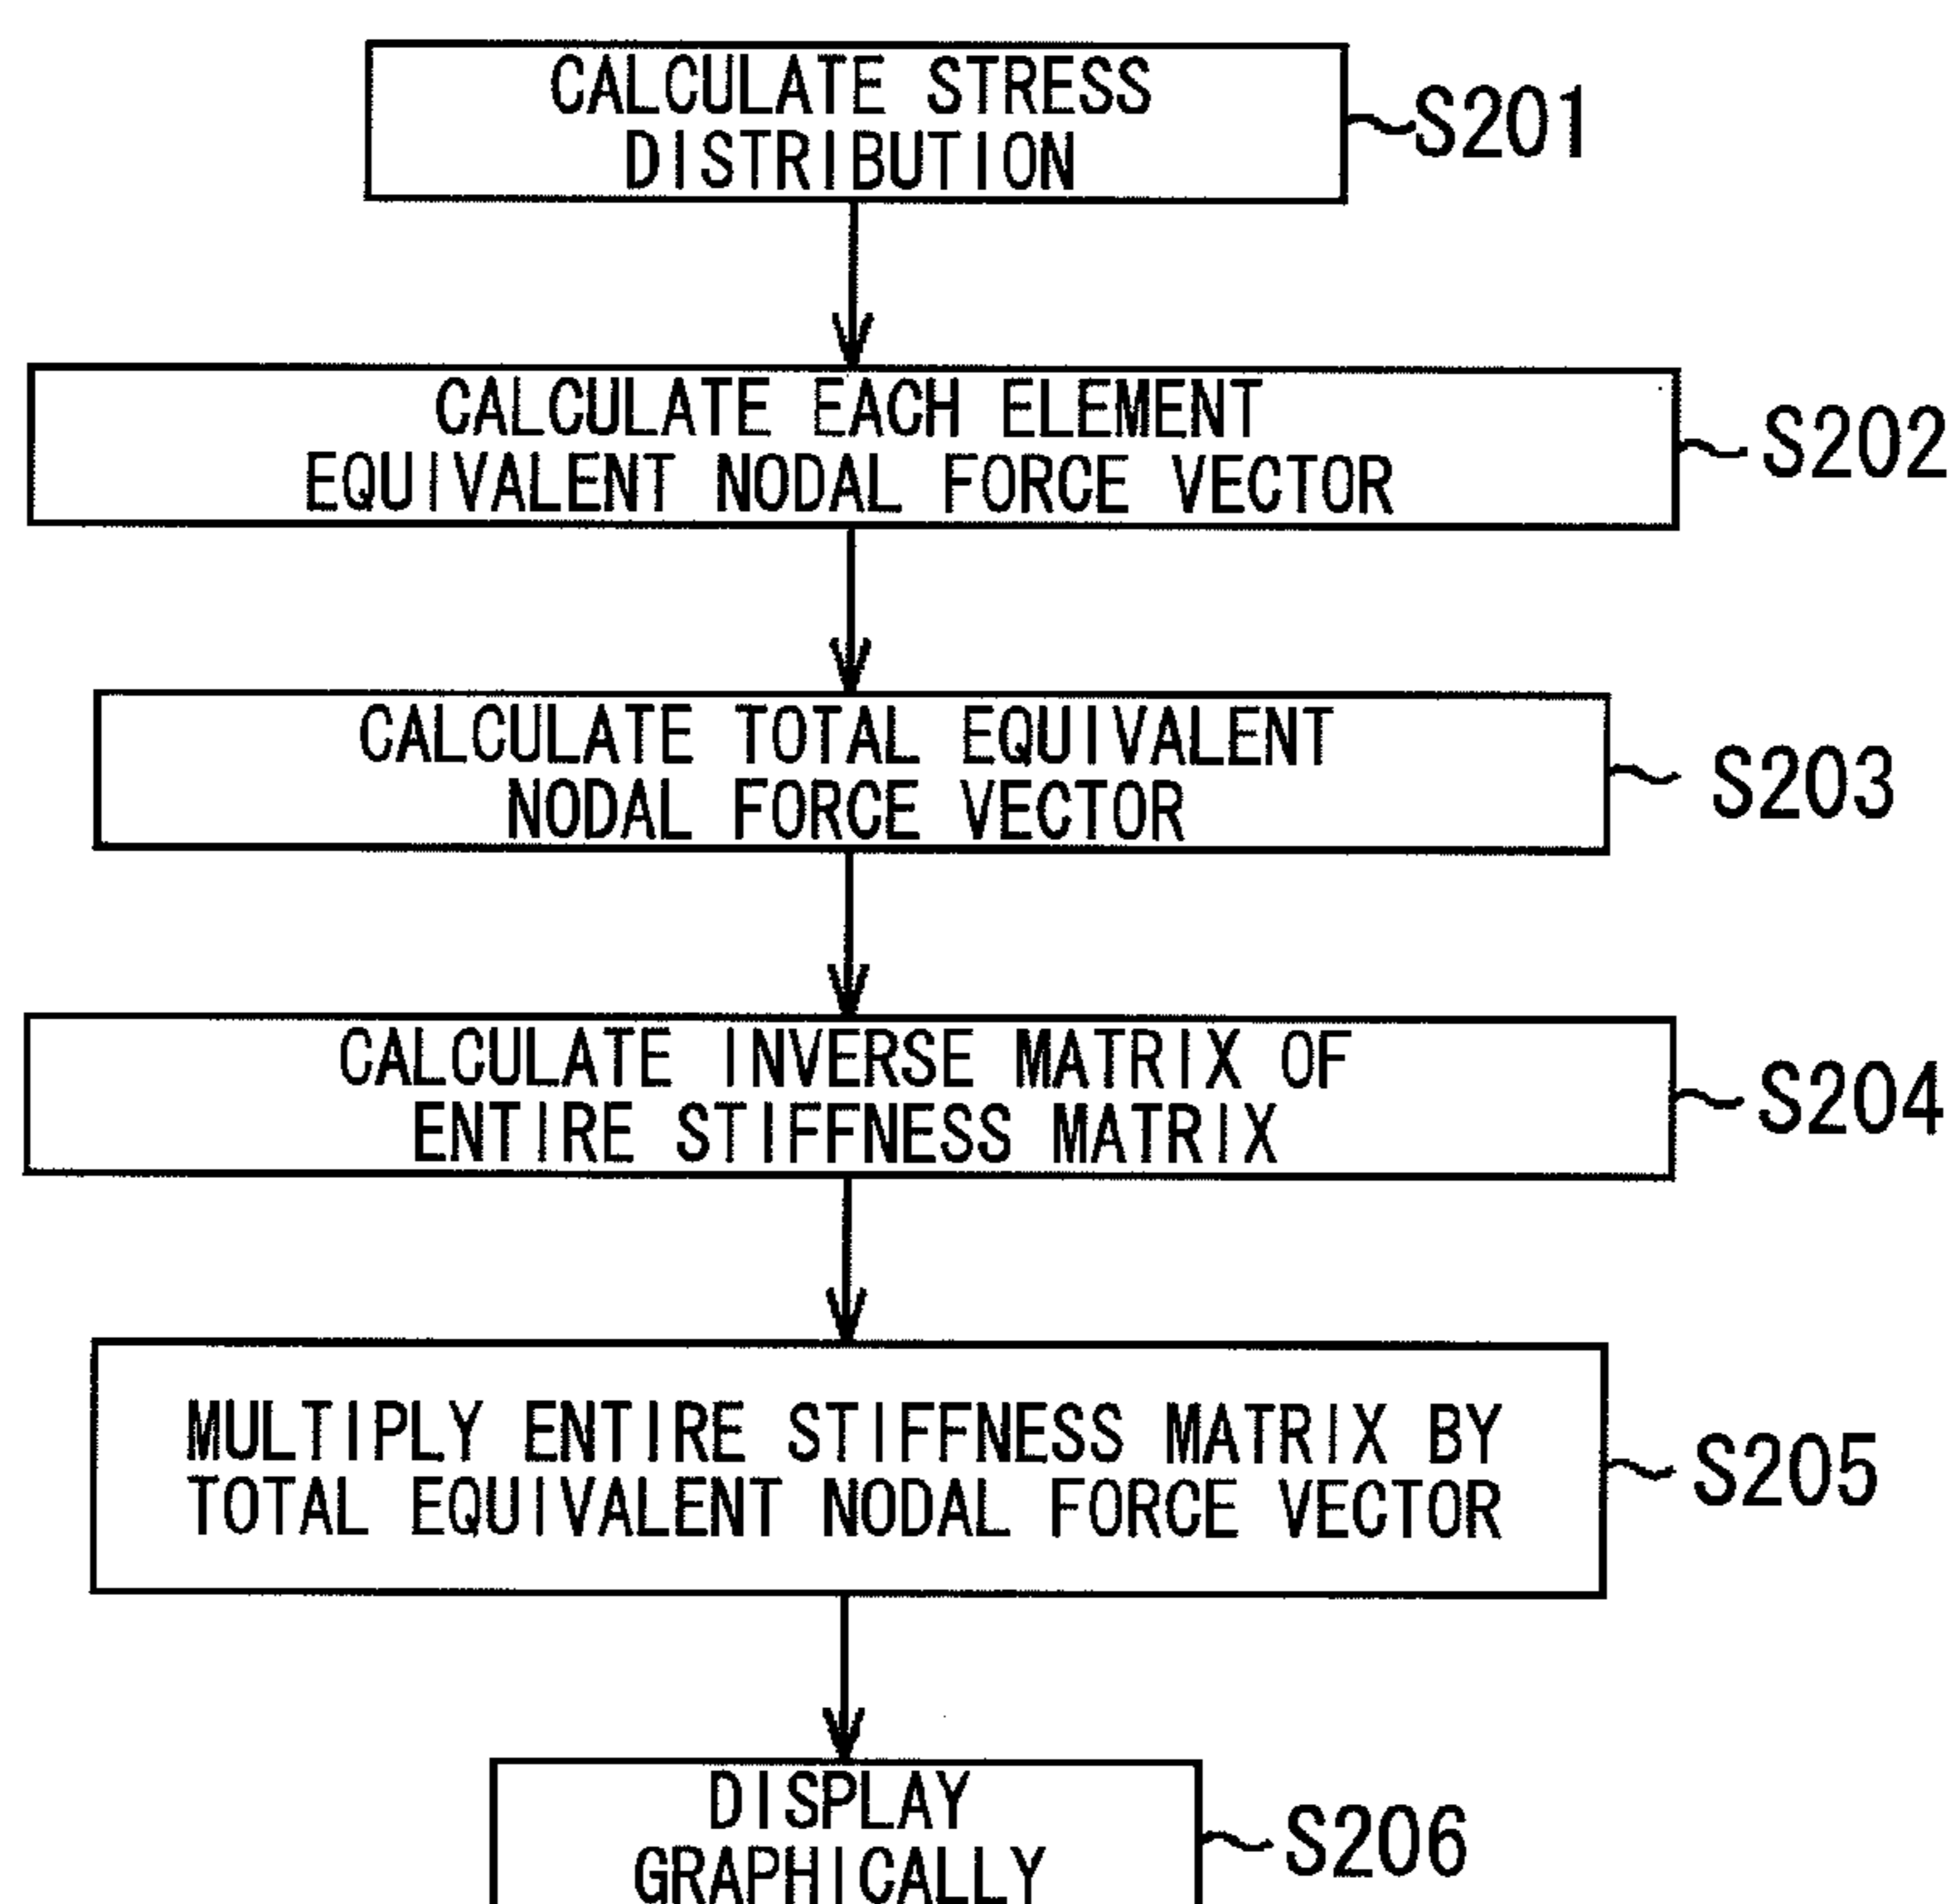 CALCULATE STRESS
DISTRIBUTION
S201
CALCULATE EACH ELEMENT
EQUIVALENT NODAL FORCE VECTOR
S202
CALCULATE TOTAL EQUIVALENT
NODAL FORCE VECTOR
S203
CALCULATE INVERSE MATRIX OF
ENTIRE STIFFNESS MATRIX
S204
MULTIPLY ENTIRE STIFFNESS MATRIX BY
TOTAL EQUIVALENT NODAL FORCE VECTOR
S205
DISPLAY
GRAPHICALLY
S206